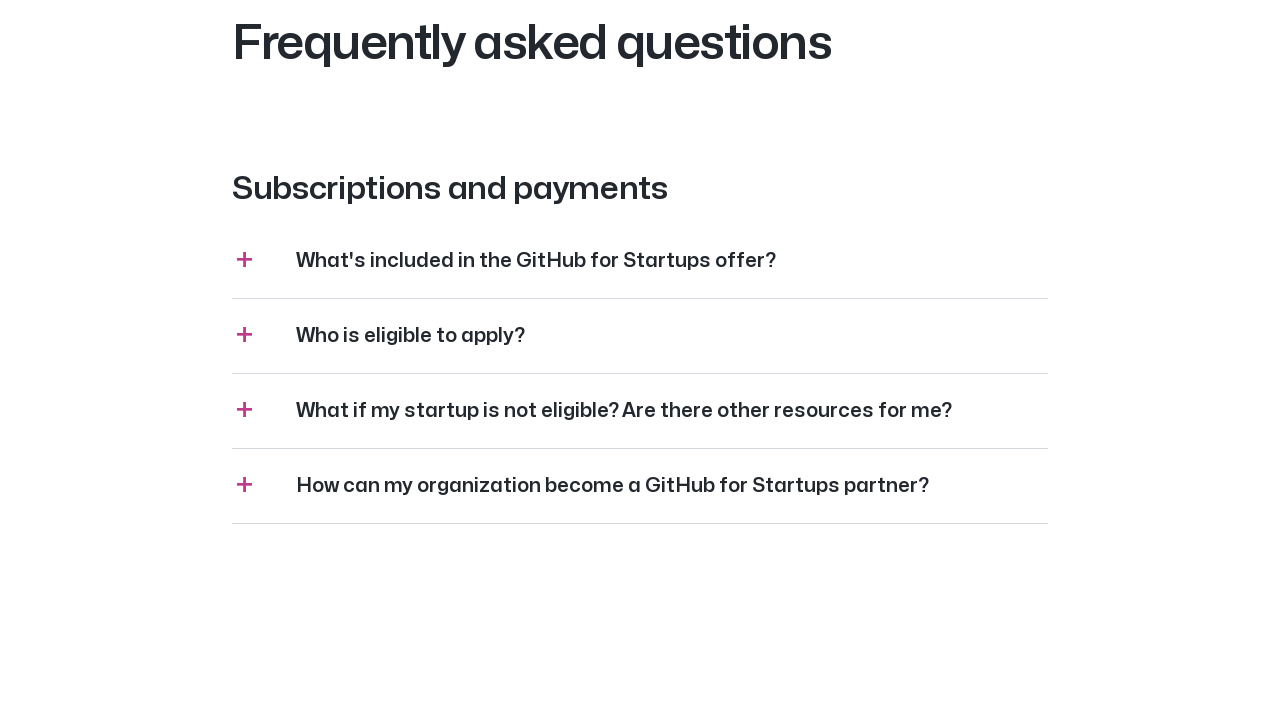 Frequently asked questions
Subscriptions and payments
What's included in the GitHub for Startups offer?
Who is eligible to apply?
What if my startup is not eligible? Are there other resources for me?
How can my organization become a GitHub for Startups partner?